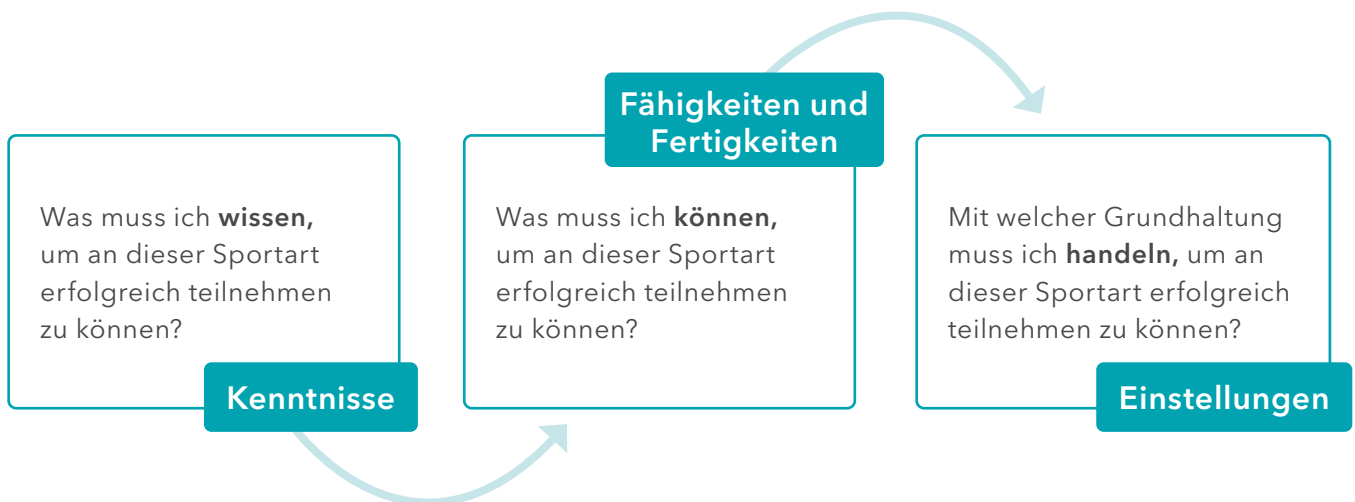 Was muss ich wissen,
um an dieser Sportart
erfolgreich teilnehmen
zu können?
Kenntnisse
Fähigkeiten und
Fertigkeiten
Was muss ich können,
um an dieser Sportart
erfolgreich teilnehmen
zu können?
Mit welcher Grundhaltung
muss ich handeln, um an
dieser Sportart erfolgreich
teilnehmen zu können?
Einstellungen